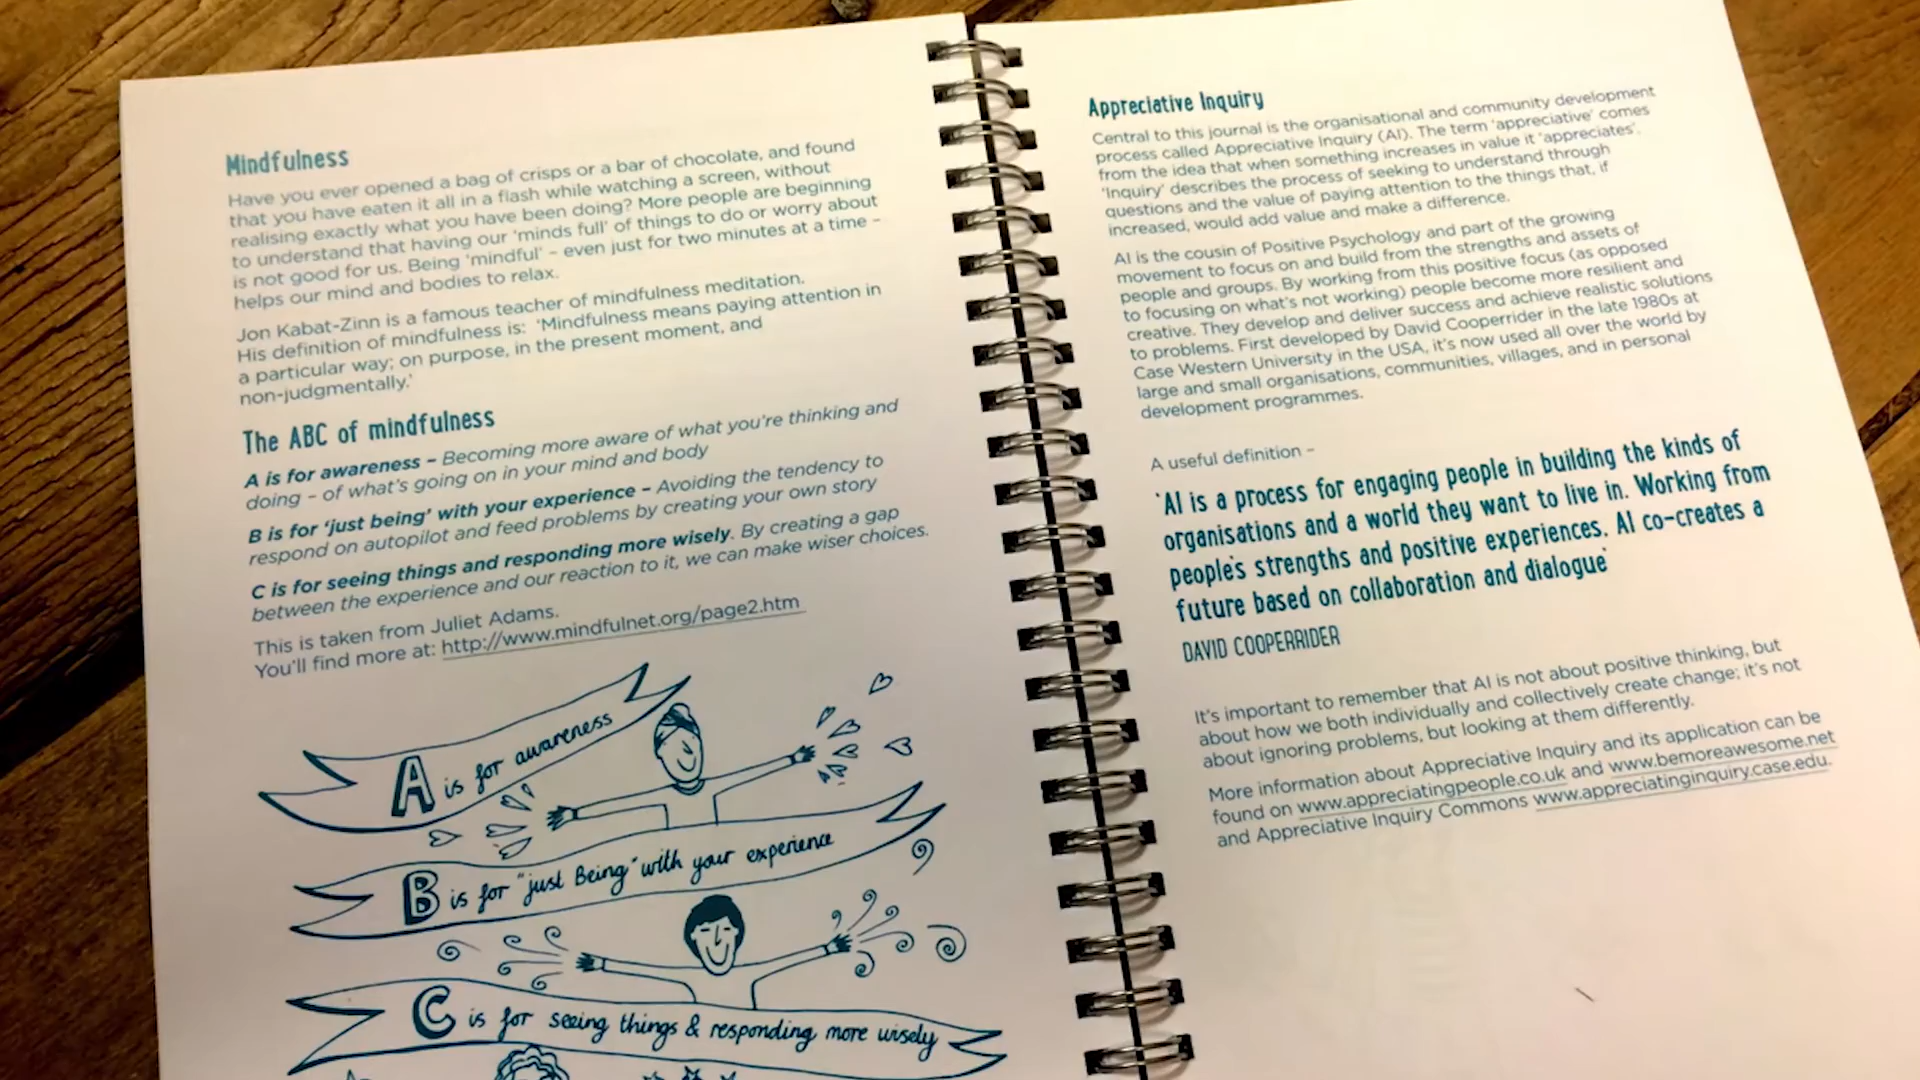 Mindfulness
Have you ever opened a bag of crisps or a bar of chocolate, and found
that you have eaten it all in a flash while watching a screen, without
realising exactly what you have been doing? More people are beginning
to understand that having our 'minds full' of things to do or worry about
is not good for us. Being 'mindful' – even just for two minutes at a time –
helps our mind and bodies to relax.
Jon Kabat-Zinn is a famous teacher of mindfulness meditation.
His definition of mindfulness is: 'Mindfulness means paying attention in
a particular way; on purpose, in the present moment, and
non-judgmentally.'
The ABC of mindfulness
A is for awareness – Becoming more aware of what you're thinking and
doing – of what's going on in your mind and body
B is for 'just being' with your experience – Avoiding the tendency to
respond on autopilot and feed problems by creating your own story
C is for seeing things and responding more wisely. By creating a gap
between the experience and our reaction to it, we can make wiser choices.
This is taken from Juliet Adams.
You'll find more at: http://www.mindfulnet.org/page2.htm
A is for awareness
B is for "just Being" with your experience
C is for seeing things & responding more wisely
Appreciative Inquiry
Central to this journal is the organisational and community development
process called Appreciative Inquiry (AI). The term 'appreciative' comes
from the idea that when something increases in value it 'appreciates'.
'Inquiry' describes the process of seeking to understand through
questions and the value of paying attention to the things that, if
increased, would add value and make a difference.
AI is the cousin of Positive Psychology and part of the growing
movement to focus on and build from the strengths and assets of
people and groups. By working from this positive focus (as opposed
to focusing on what's not working) people become more resilient and
creative. They develop and deliver success and achieve realistic solutions
to problems. First developed by David Cooperrider in the late 1980s at
Case Western University in the USA, it's now used all over the world by
large and small organisations, communities, villages, and in personal
development programmes.
A useful definition –
'AI is a process for engaging people in building the kinds of
organisations and a world they want to live in. Working from
people's strengths and positive experiences, AI co-creates a
future based on collaboration and dialogue'
DAVID COOPERRIDER
It's important to remember that AI is not about positive thinking, but
about how we both individually and collectively create change; it's not
about ignoring problems, but looking at them differently.
More information about Appreciative Inquiry and its application can be
found on www.appreciatingpeople.co.uk and www.bemoreawesome.net
and Appreciative Inquiry Commons www.appreciatinginquiry.case.edu.